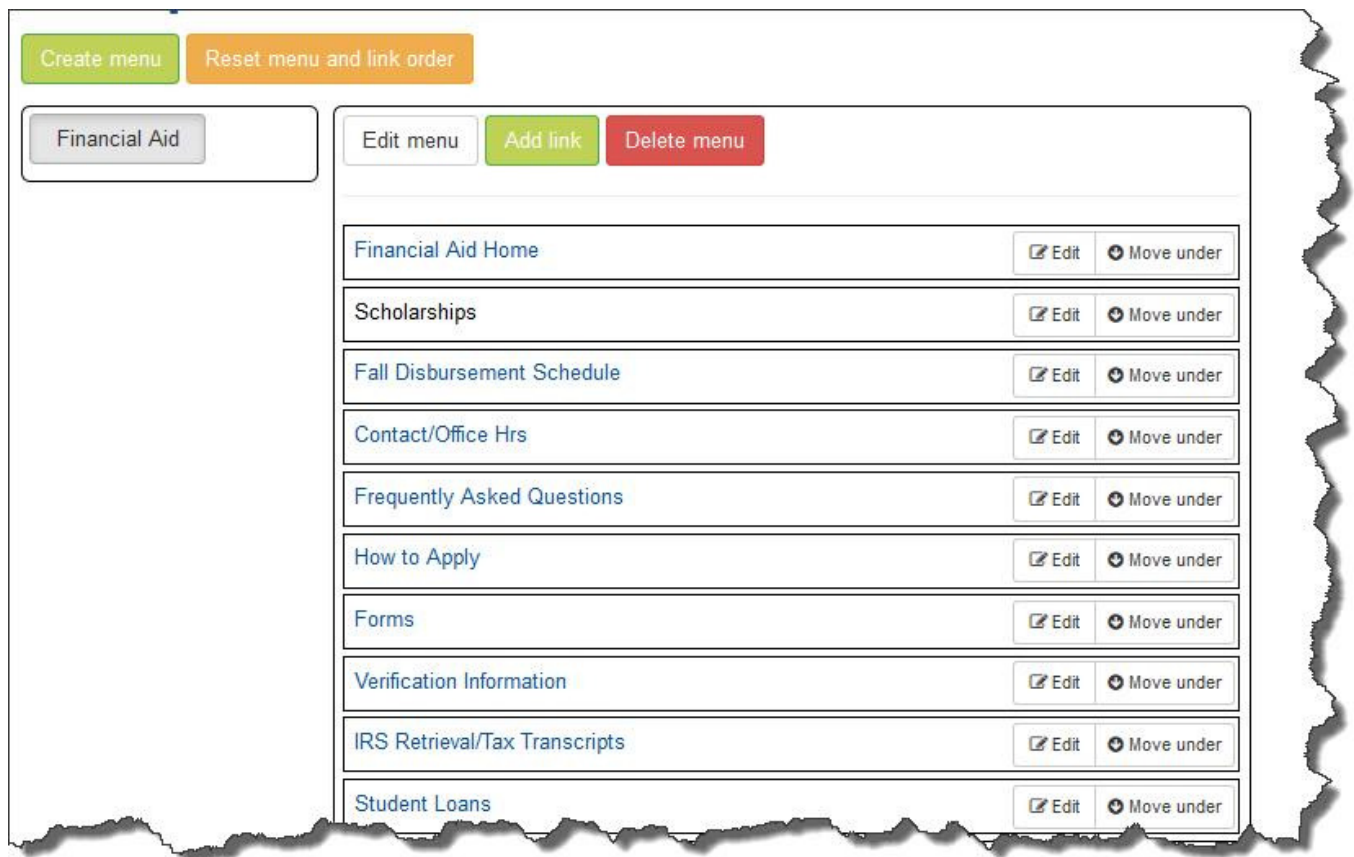 Create menu Reset menu and link order
Financial Aid
Edit menu Add link Delete menu
Financial Aid Home Edit Move under
Scholarships Edit Move under
Fall Disbursement Schedule Edit Move under
Contact/Office Hrs Edit Move under
Frequently Asked Questions Edit Move under
How to Apply Edit Move under
Forms Edit Move under
Verification Information Edit Move under
IRS Retrieval/Tax Transcripts Edit Move under
Student Loans Edit Move under